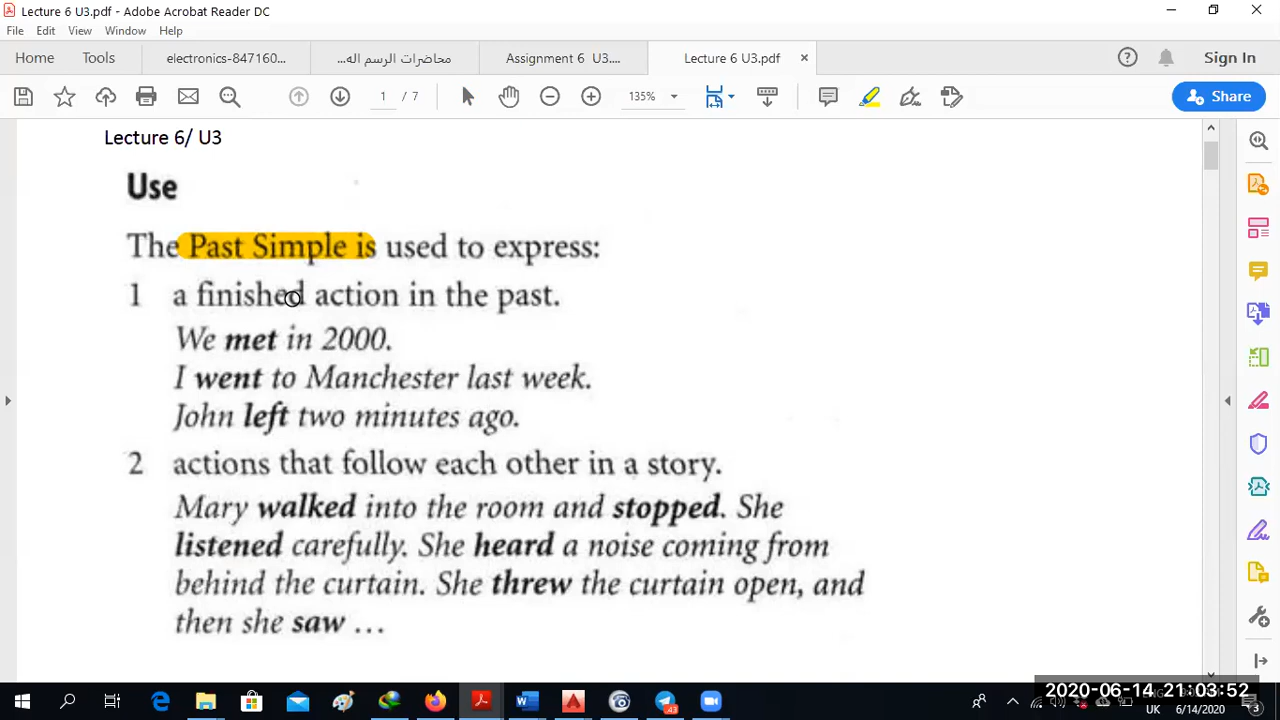 Lecture 6 U3.pdf - Adobe Acrobat Reader DC
File Edit View Window Help
Home Tools electronics-847160... محاضرات الرسم اله... Assignment 6 U3.... Lecture 6 U3.pdf Sign In
1 / 7 135% Share
Lecture 6/ U3
Use
The Past Simple is used to express:
1 a finished action in the past.
We met in 2000.
I went to Manchester last week.
John left two minutes ago.
2 actions that follow each other in a story.
Mary walked into the room and stopped. She
listened carefully. She heard a noise coming from
behind the curtain. She threw the curtain open, and
then she saw ...
43
2020-06-14 21:03:52
UK 6/14/2020 3